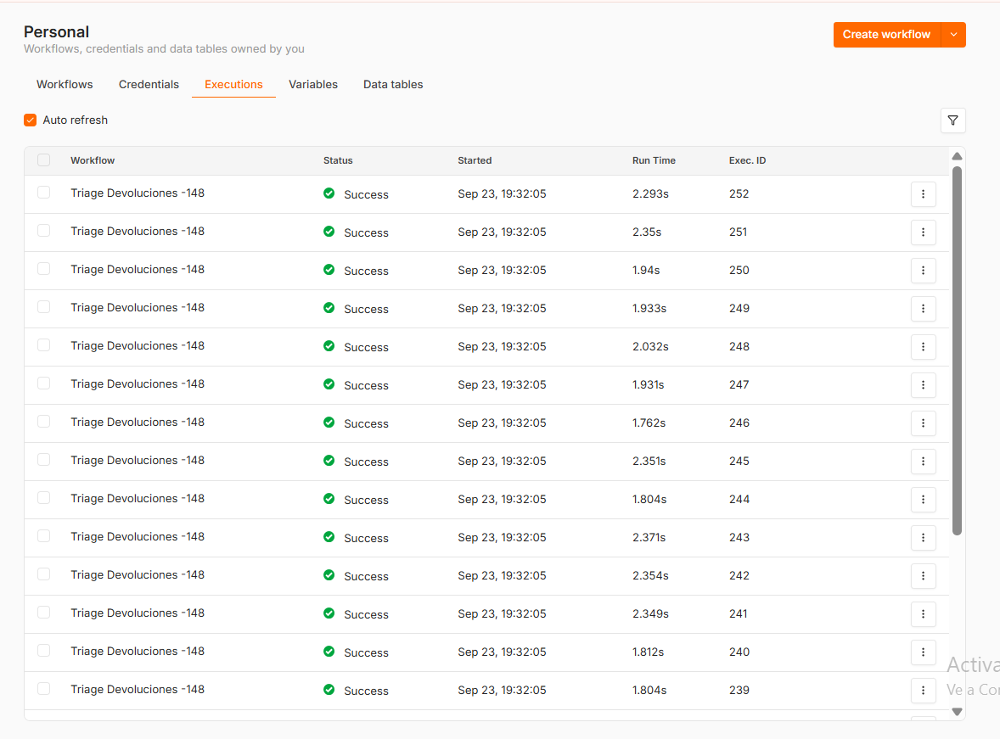 Personal
Create workflow
Workflows, credentials and data tables owned by you
Workflows Credentials Executions Variables Data tables
Auto refresh
Workflow Status Started Run Time Exec. ID
Triage Devoluciones -148 Success Sep 23, 19:32:05 2.293s 252
Triage Devoluciones -148 Success Sep 23, 19:32:05 2.35s 251
Triage Devoluciones -148 Success Sep 23, 19:32:05 1.94s 250
Triage Devoluciones -148 Success Sep 23, 19:32:05 1.933s 249
Triage Devoluciones -148 Success Sep 23, 19:32:05 2.032s 248
Triage Devoluciones -148 Success Sep 23, 19:32:05 1.931s 247
Triage Devoluciones -148 Success Sep 23, 19:32:05 1.762s 246
Triage Devoluciones -148 Success Sep 23, 19:32:05 2.351s 245
Triage Devoluciones -148 Success Sep 23, 19:32:05 1.804s 244
Triage Devoluciones -148 Success Sep 23, 19:32:05 2.371s 243
Triage Devoluciones -148 Success Sep 23, 19:32:05 2.354s 242
Triage Devoluciones -148 Success Sep 23, 19:32:05 2.349s 241
Triage Devoluciones -148 Success Sep 23, 19:32:05 1.812s 240
Activa
Triage Devoluciones -148 Success Sep 23, 19:32:05 1.804s 239
Ve a Co